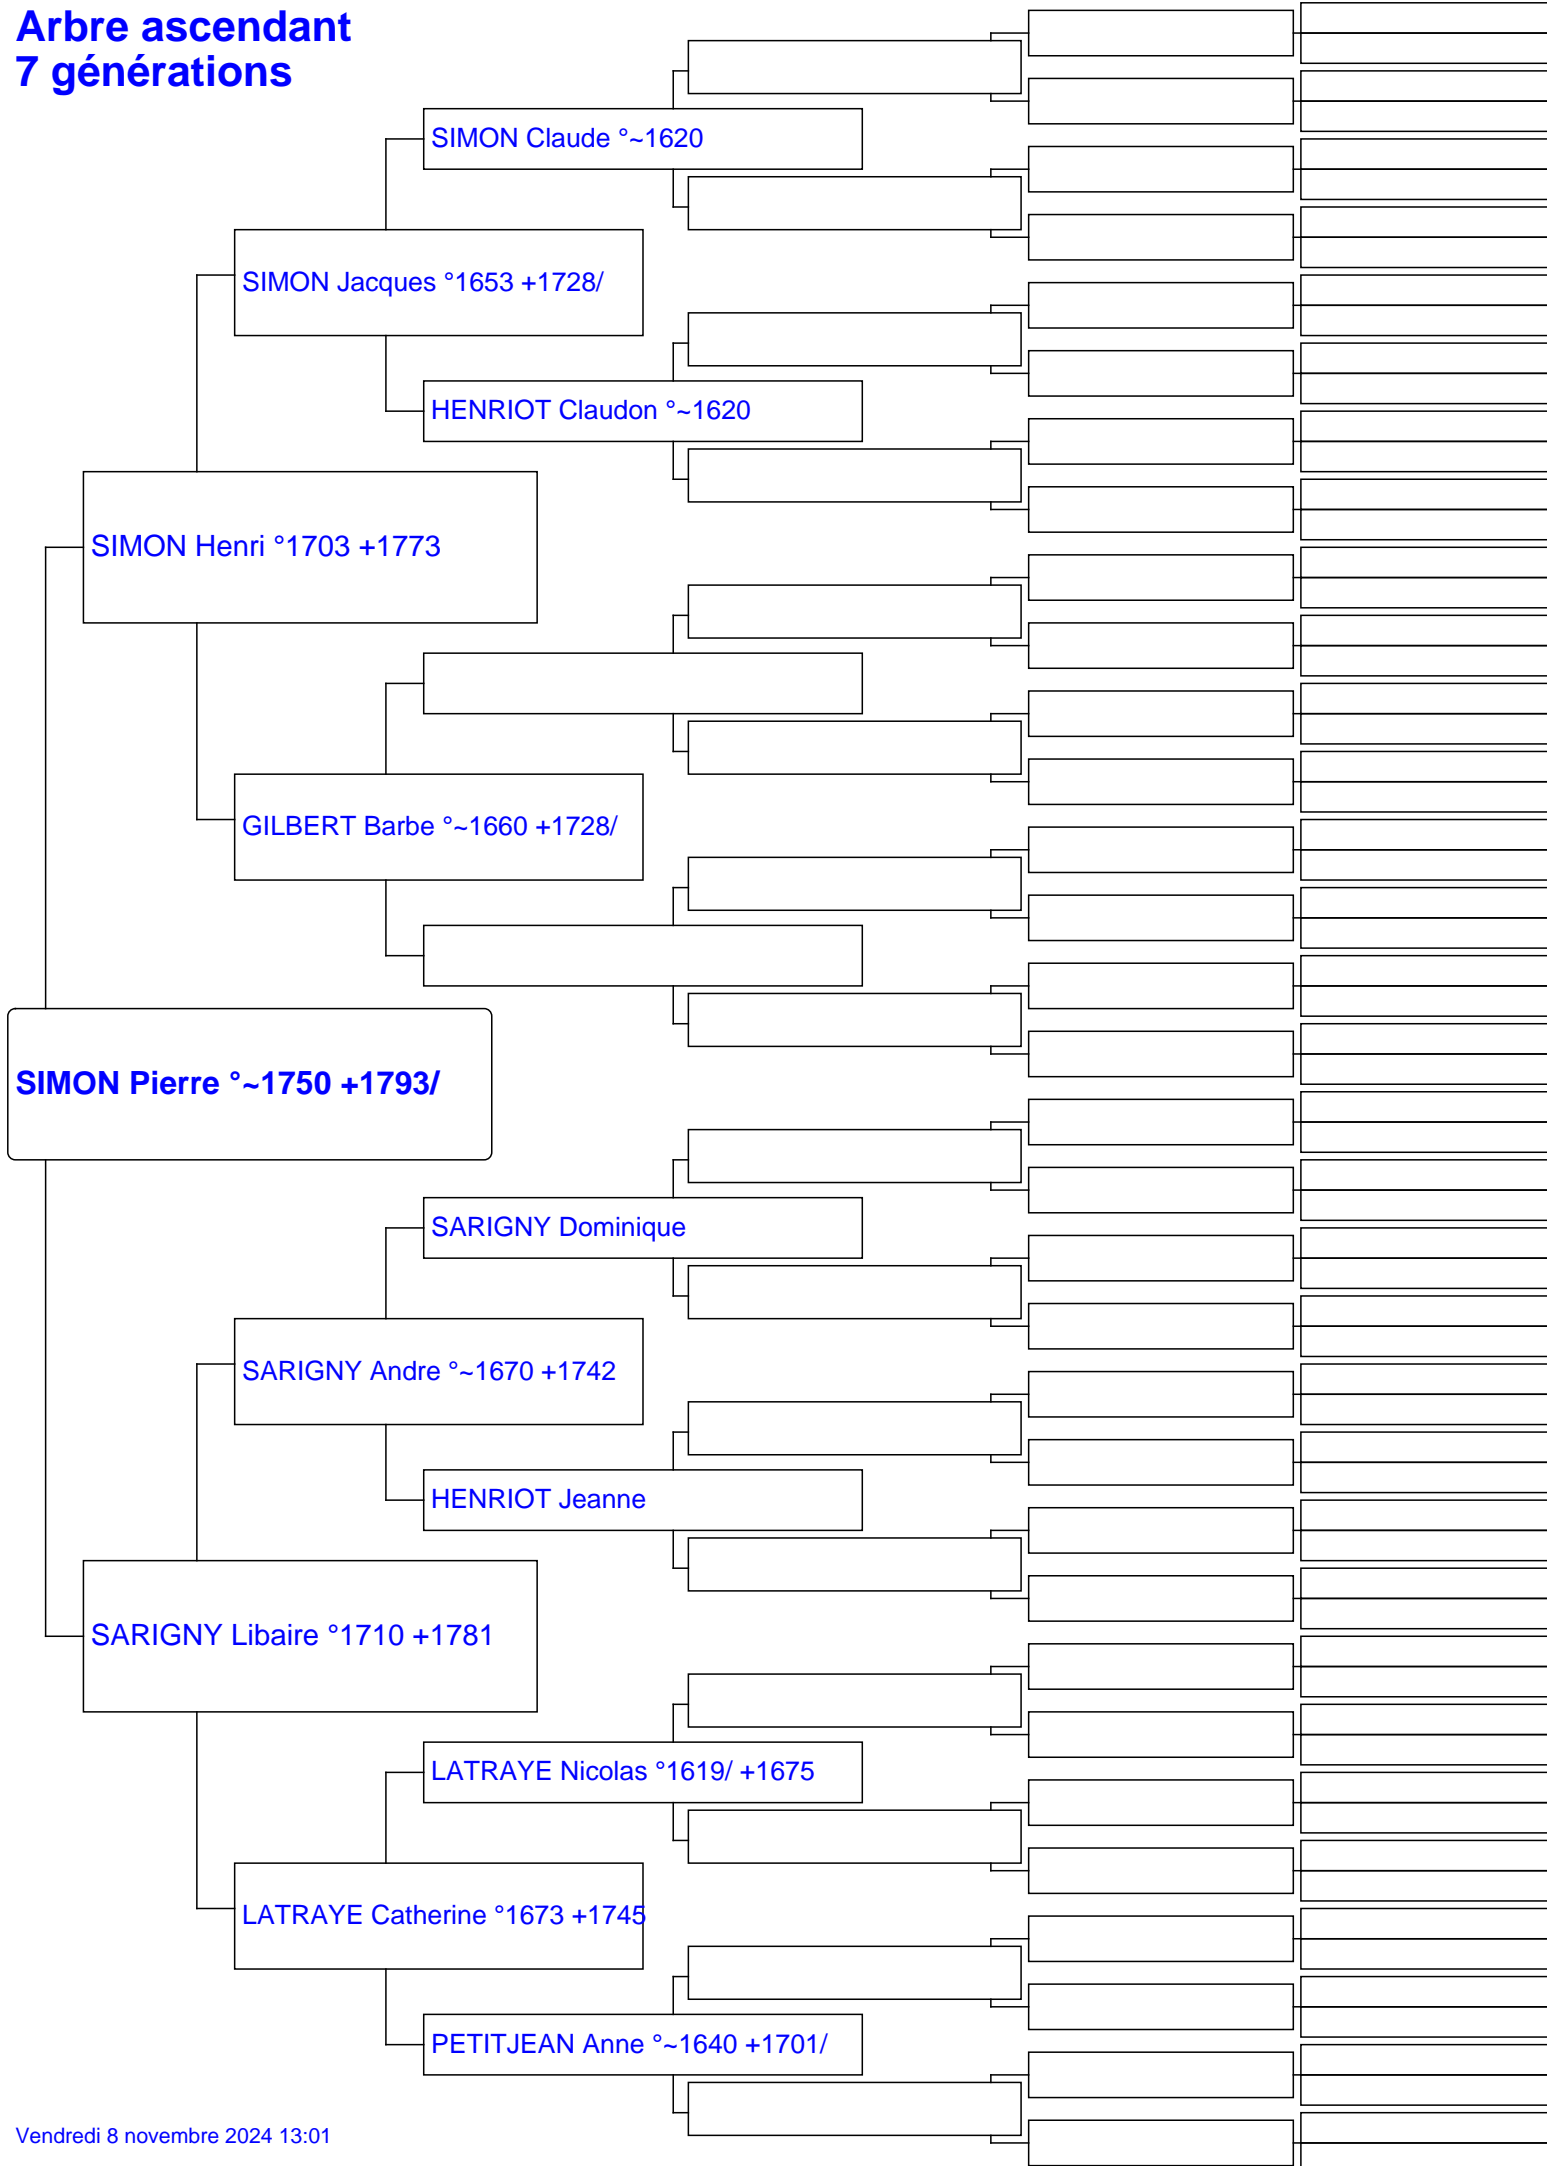 Arbre ascendant
7 générations
SIMON Claude °~1620
SIMON Jacques °1653 +1728/
HENRIOT Claudon °~1620
SIMON Henri °1703 +1773
GILBERT Barbe °~1660 +1728/
SIMON Pierre °~1750 +1793/
SARIGNY Dominique
SARIGNY Andre °~1670 +1742
HENRIOT Jeanne
SARIGNY Libaire °1710 +1781
LATRAYE Nicolas °1619/ +1675
LATRAYE Catherine °1673 +1745
PETITJEAN Anne °~1640 +1701/
Vendredi 8 novembre 2024 13:01